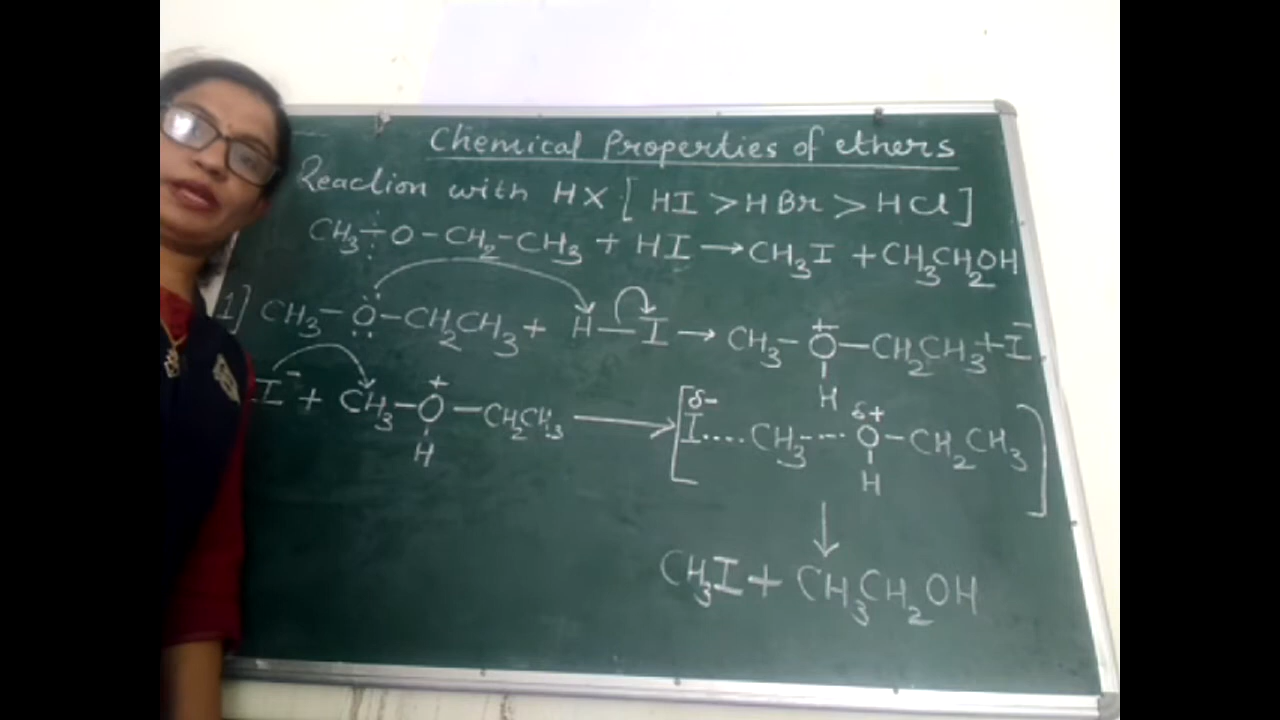 Chemical Properties of ethers
Reaction with HX [HI > HBr > HCl]
CH₃-O-CH₂-CH₃ + HI → CH₃I + CH₃CH₂OH
1] CH₃-Ö-CH₂CH₃ + H-I → CH₃-O⁺-CH₂CH₃ + I⁻
H
I⁻ + CH₃-O⁺-CH₂CH₃ → [I δ-....CH₃----O δ+-CH₂CH₃]
H H
↓
CH₃I + CH₃CH₂OH